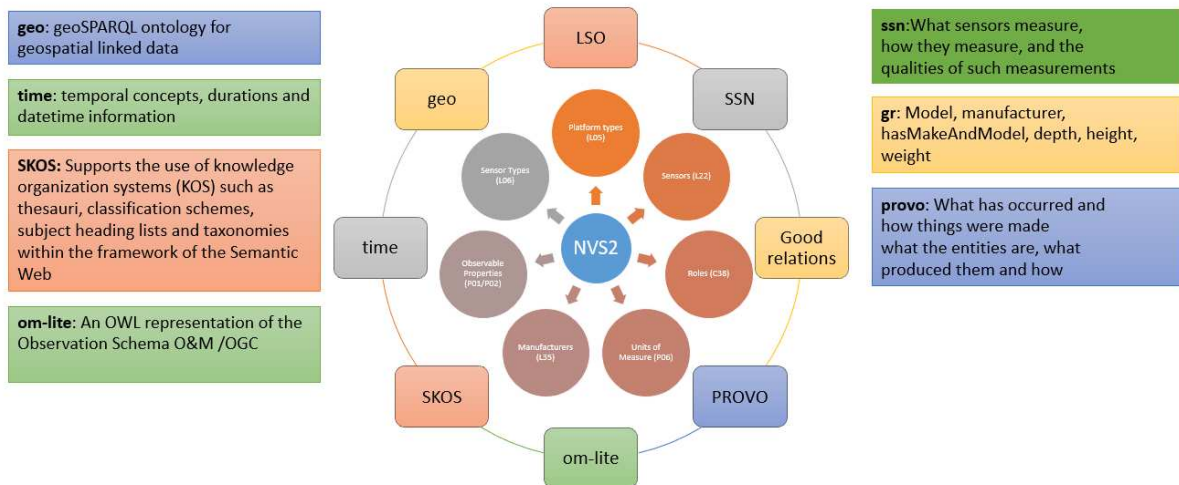 geo: geoSPARQL ontology for
geospatial linked data
time: temporal concepts, durations and
datetime information
SKOS: Supports the use of knowledge
organization systems (KOS) such as
thesauri, classification schemes,
subject heading lists and taxonomies
within the framework of the Semantic
Web
om-lite: An OWL representation of the
Observation Schema O&M /OGC
LSO
geo
SSN
time
Good
relations
SKOS
PROVO
om-lite
Platform types
(L05)
Sensor Types
(L06)
Sensors (L22)
NVS2
Observable
Properties
(P01/P02)
Roles (C38)
Manufacturers
(L35)
Units of
Measure (P06)
ssn:What sensors measure,
how they measure, and the
qualities of such measurements
gr: Model, manufacturer,
hasMakeAndModel, depth, height,
weight
provo: What has occurred and
how things were made
what the entities are, what
produced them and how